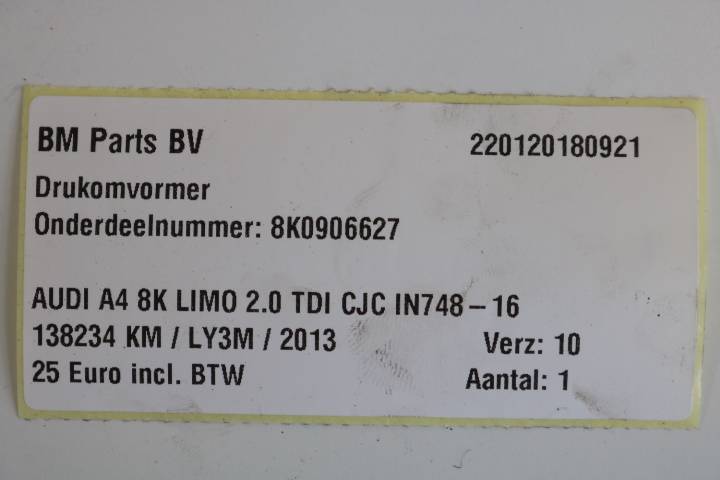 BM Parts BV 220120180921
Drukomvormer
Onderdeelnummer: 8K0906627
AUDI A4 8K LIMO 2.0 TDI CJC IN748-16
138234 KM / LY3M / 2013 Verz: 10
25 Euro incl. BTW Aantal: 1